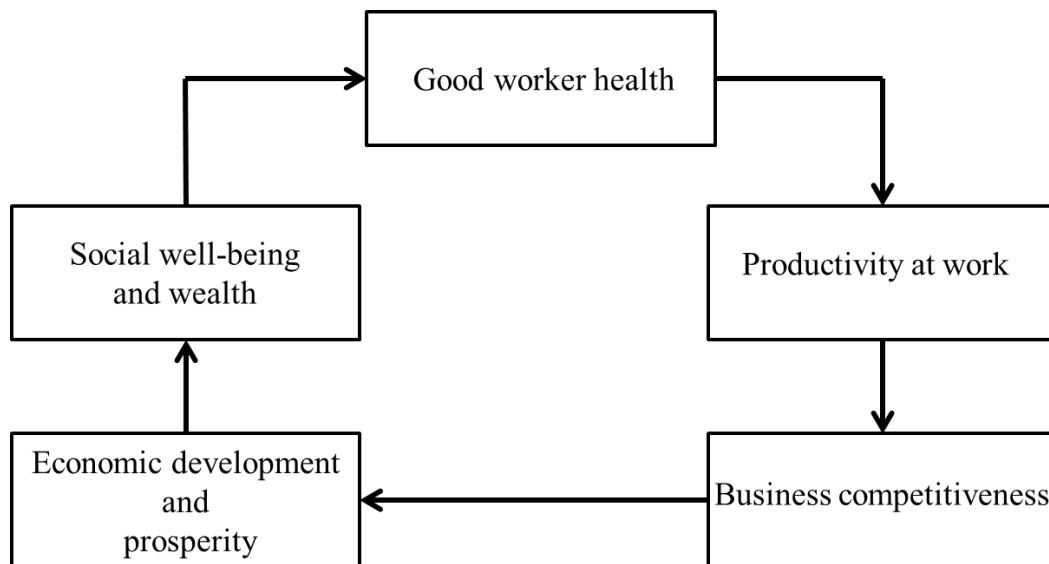 Good worker health
Social well-being
and wealth
Productivity at work
Economic development
and
prosperity
Business competitiveness